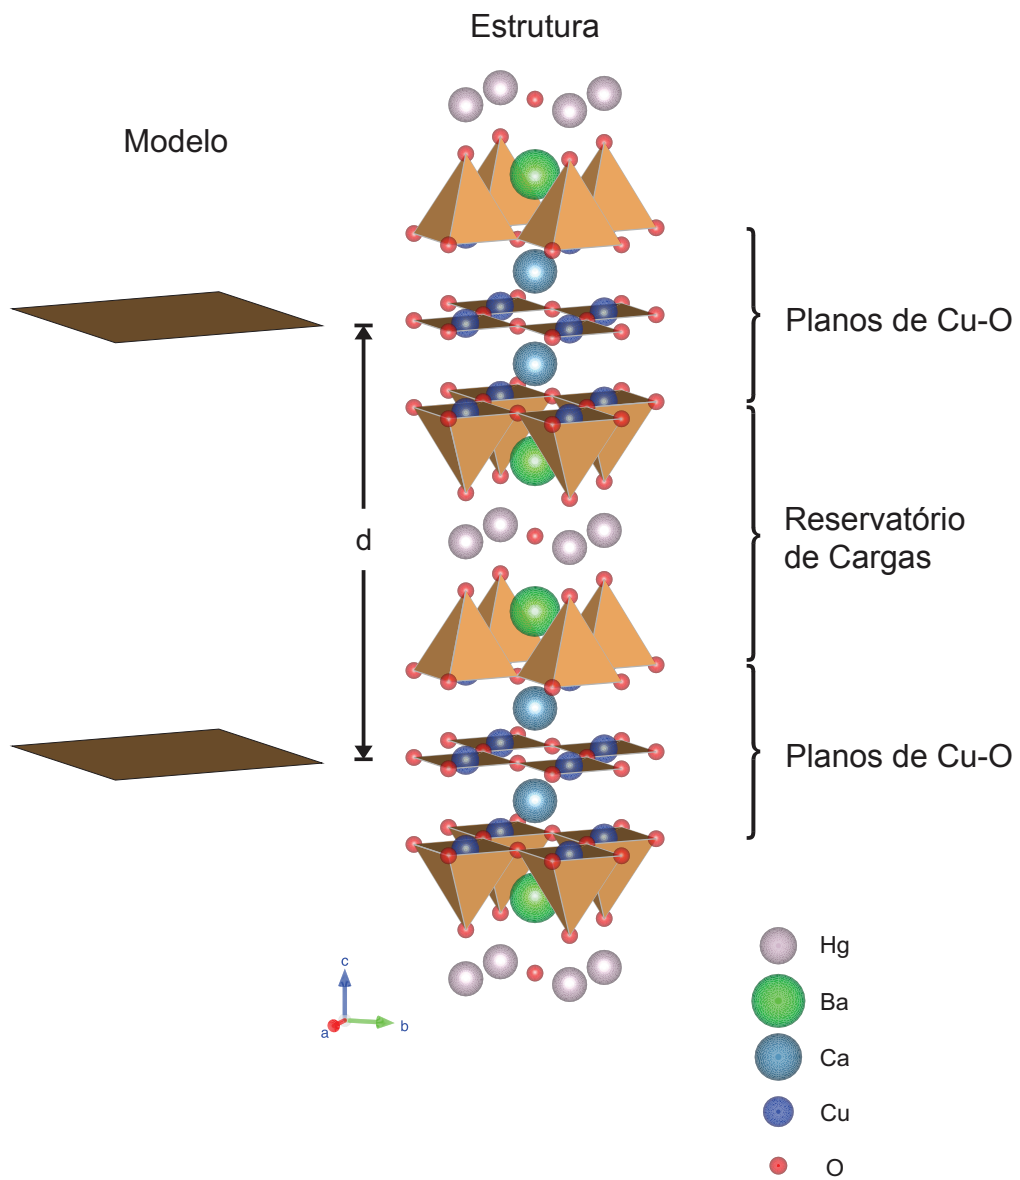 Estrutura
Modelo
Planos de Cu-O
d
Reservatório
de Cargas
Planos de Cu-O
c
a
b
Hg
Ba
Ca
Cu
O